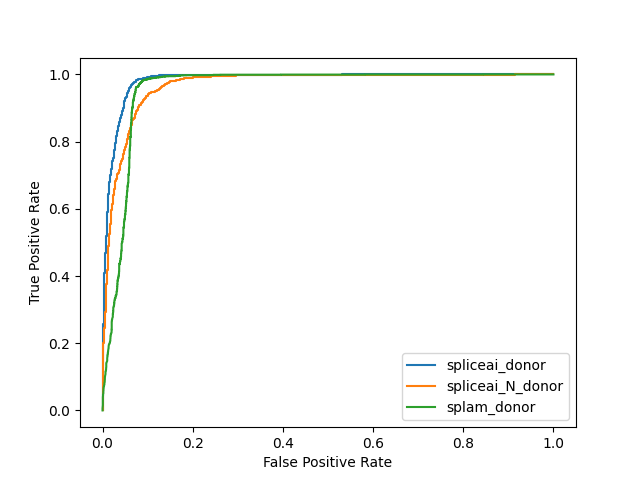 1.0
0.8
0.6
0.4
0.2
0.0
True Positive Rate
spliceai_donor
spliceai_N_donor
splam_donor
0.0 0.2 0.4 0.6 0.8 1.0
False Positive Rate